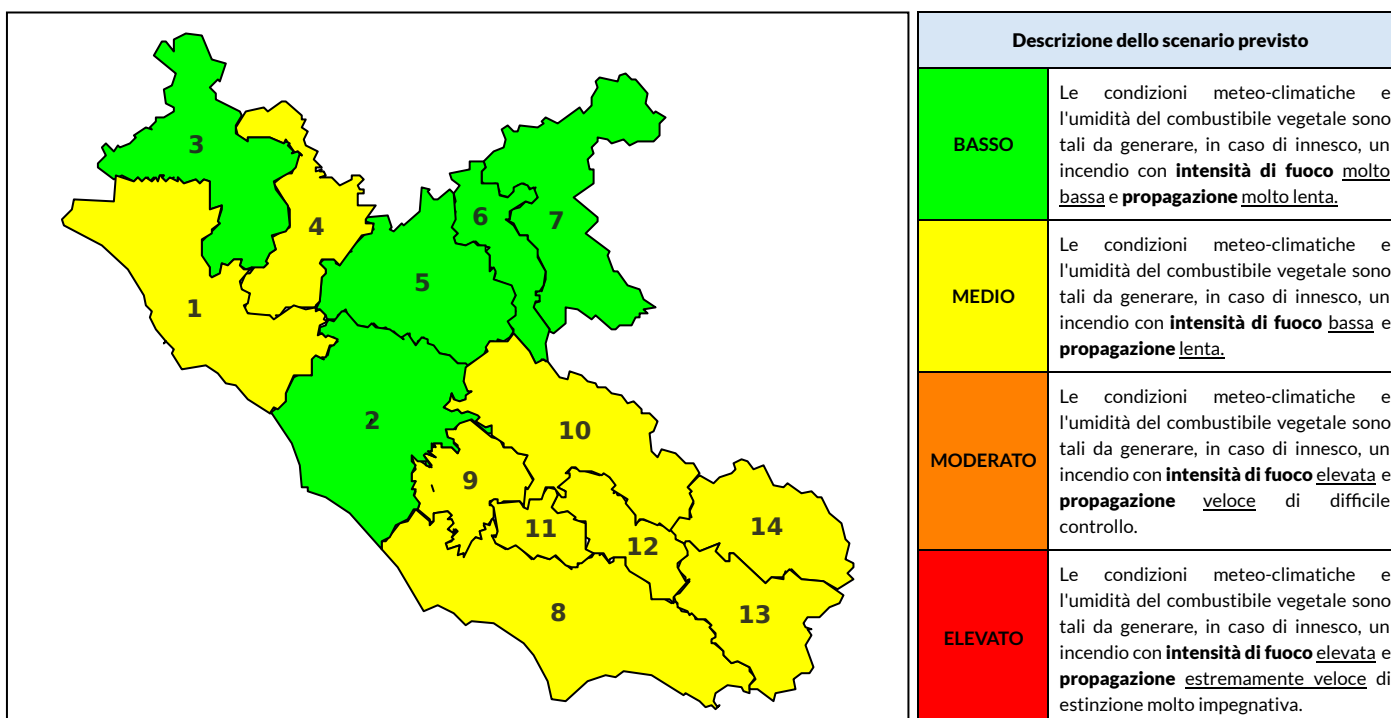 3
4
6
7
5
1
2
10
9
11
14
12
8
13
Descrizione dello scenario previsto
BASSO
Le condizioni meteo-climatiche e
l'umidità del combustibile vegetale sono
tali da generare, in caso di innesco, un
incendio con intensità di fuoco molto
bassa e propagazione molto lenta.
MEDIO
Le condizioni meteo-climatiche e
l'umidità del combustibile vegetale sono
tali da generare, in caso di innesco, un
incendio con intensità di fuoco bassa e
propagazione lenta.
MODERATO
Le condizioni meteo-climatiche e
l'umidità del combustibile vegetale sono
tali da generare, in caso di innesco, un
incendio con intensità di fuoco elevata e
propagazione veloce di difficile
controllo.
ELEVATO
Le condizioni meteo-climatiche e
l'umidità del combustibile vegetale sono
tali da generare, in caso di innesco, un
incendio con intensità di fuoco elevata e
propagazione estremamente veloce di
estinzione molto impegnativa.